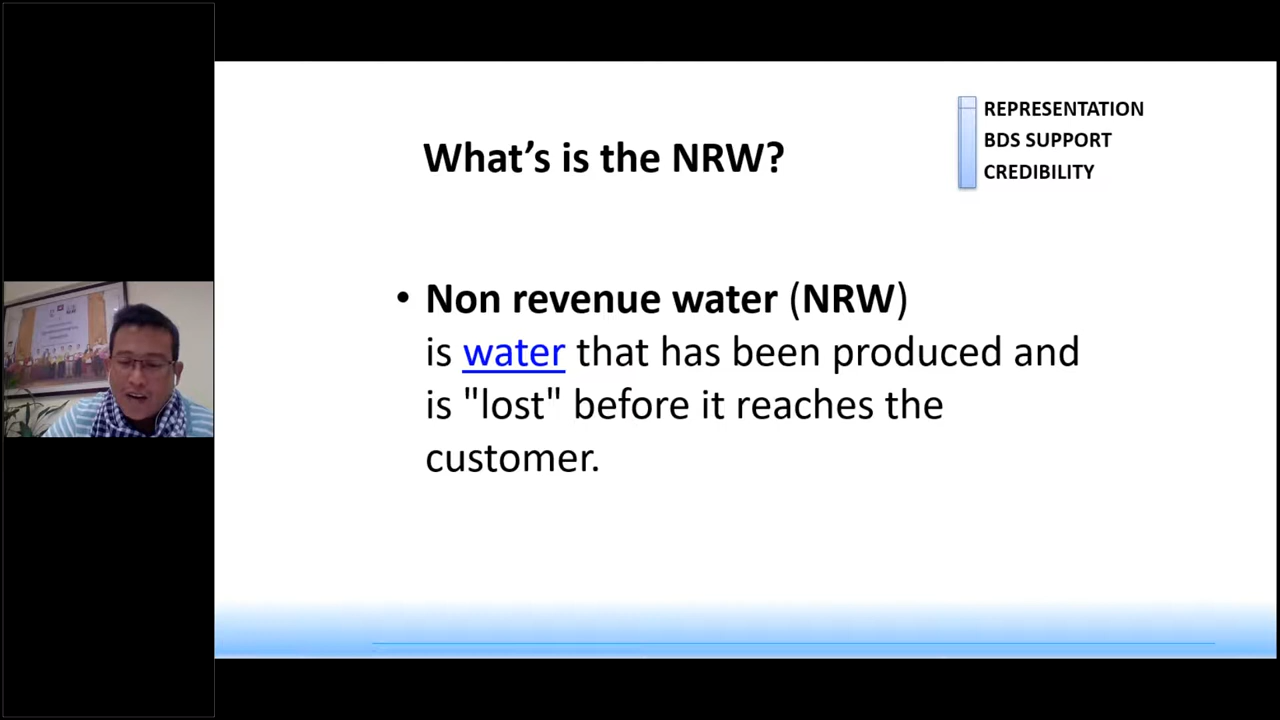 REPRESENTATION
BDS SUPPORT
CREDIBILITY
What’s is the NRW?
• Non revenue water (NRW)
is water that has been produced and
is "lost" before it reaches the
customer.